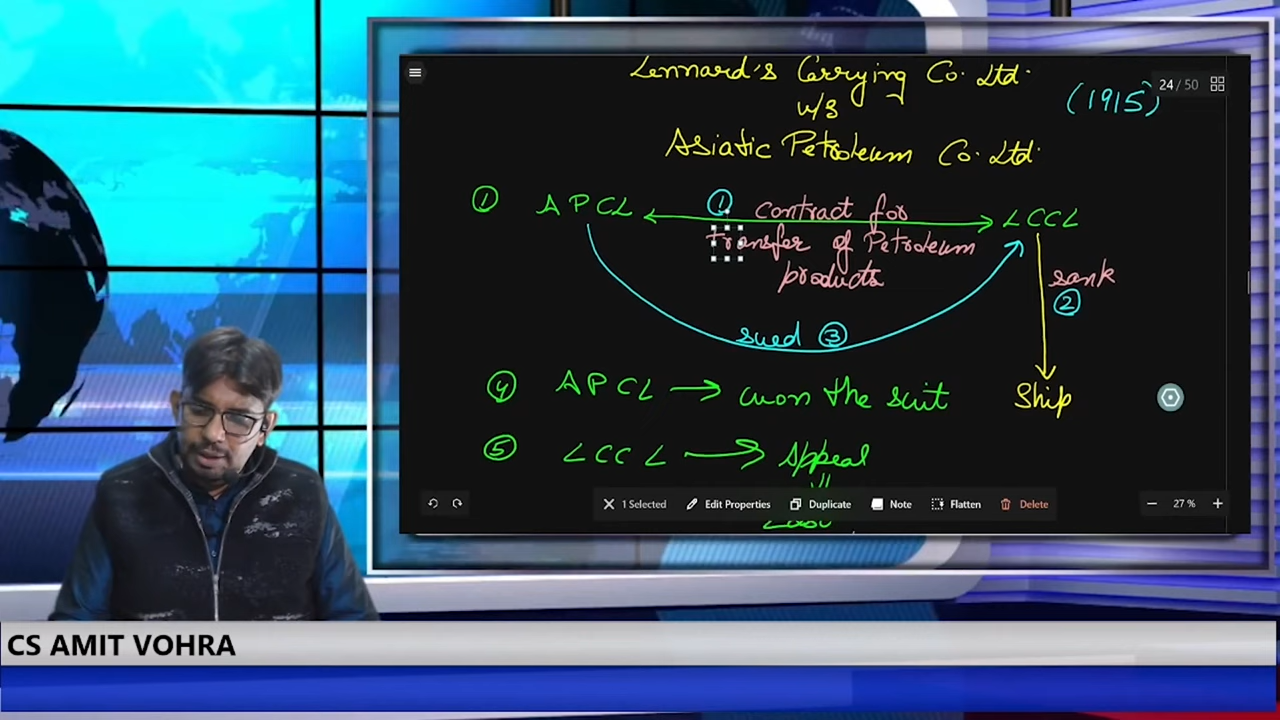 Lennard's Carrying Co. Ltd.
v/s
(1915)
24 / 50
Asiatic Petroleum Co. Ltd.
① APCL ① contract for LCCL
transfer of Petroleum
products
sank
②
sued ③
④ APCL → won the suit
Ship
⑤ LCCL → Appeal
1 Selected Edit Properties Duplicate Note Flatten Delete
27 %
CS AMIT VOHRA